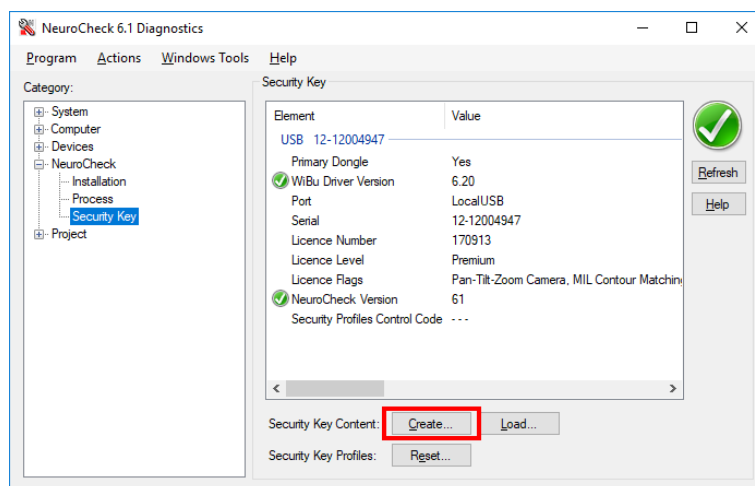 NeuroCheck 6.1 Diagnostics
Program Actions Windows Tools Help
Category:
System
Computer
Devices
NeuroCheck
Installation
Process
Security Key
Project
Security Key
Element Value
USB 12-12004947
Primary Dongle Yes
WiBu Driver Version 6.20
Port LocalUSB
Serial 12-12004947
Licence Number 170913
Licence Level Premium
Licence Flags Pan-Tilt-Zoom Camera, MIL Contour Matching
NeuroCheck Version 61
Security Profiles Control Code - - -
Refresh
Help
Security Key Content: Create... Load...
Security Key Profiles: Reset...